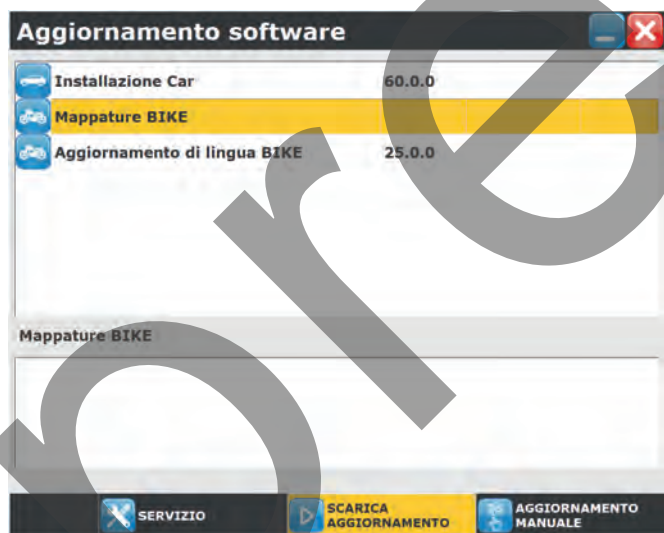 Aggiornamento software
Installazione Car 60.0.0
Mappature BIKE
Aggiornamento di lingua BIKE 25.0.0
Mappature BIKE
SERVIZIO
SCARICA
AGGIORNAMENTO
AGGIORNAMENTO
MANUALE